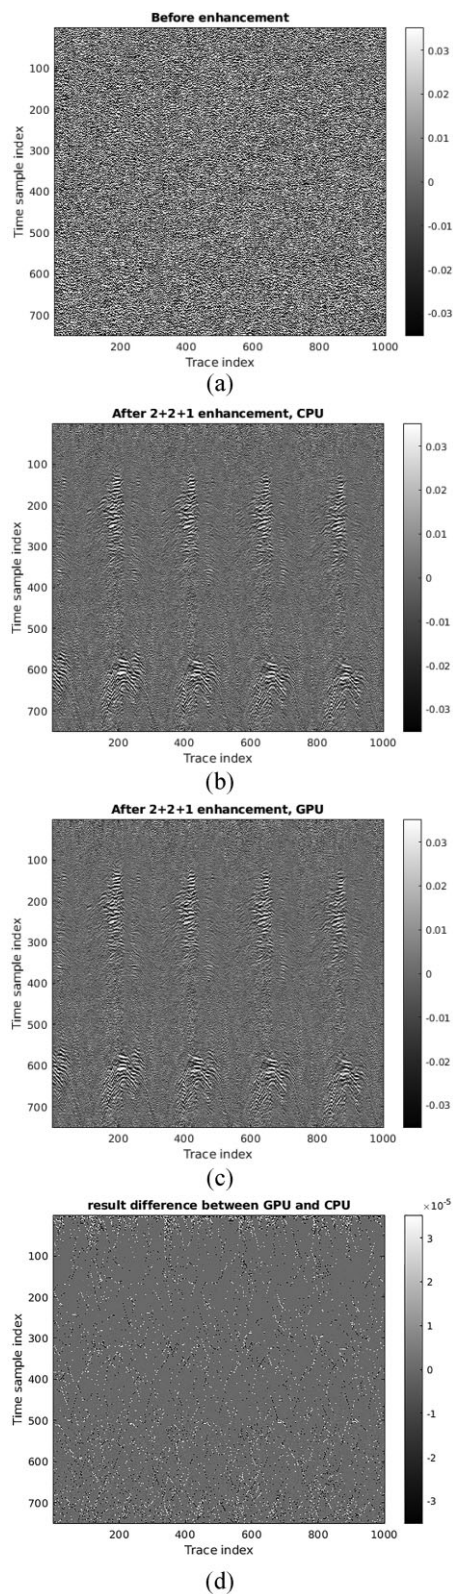 Before enhancement
0.03
0.02
0.01
0
-0.01
-0.02
-0.03
100
200
300
400
500
600
700
Time sample index
200 400 600 800 1000
Trace index
(a)
After 2+2+1 enhancement, CPU
0.03
0.02
0.01
0
-0.01
-0.02
-0.03
100
200
300
400
500
600
700
Time sample index
200 400 600 800 1000
Trace index
(b)
After 2+2+1 enhancement, GPU
0.03
0.02
0.01
0
-0.01
-0.02
-0.03
100
200
300
400
500
600
700
Time sample index
200 400 600 800 1000
Trace index
(c)
result difference between GPU and CPU
×10-5
3
2
1
0
-1
-2
-3
100
200
300
400
500
600
700
Time sample index
200 400 600 800 1000
Trace index
(d)